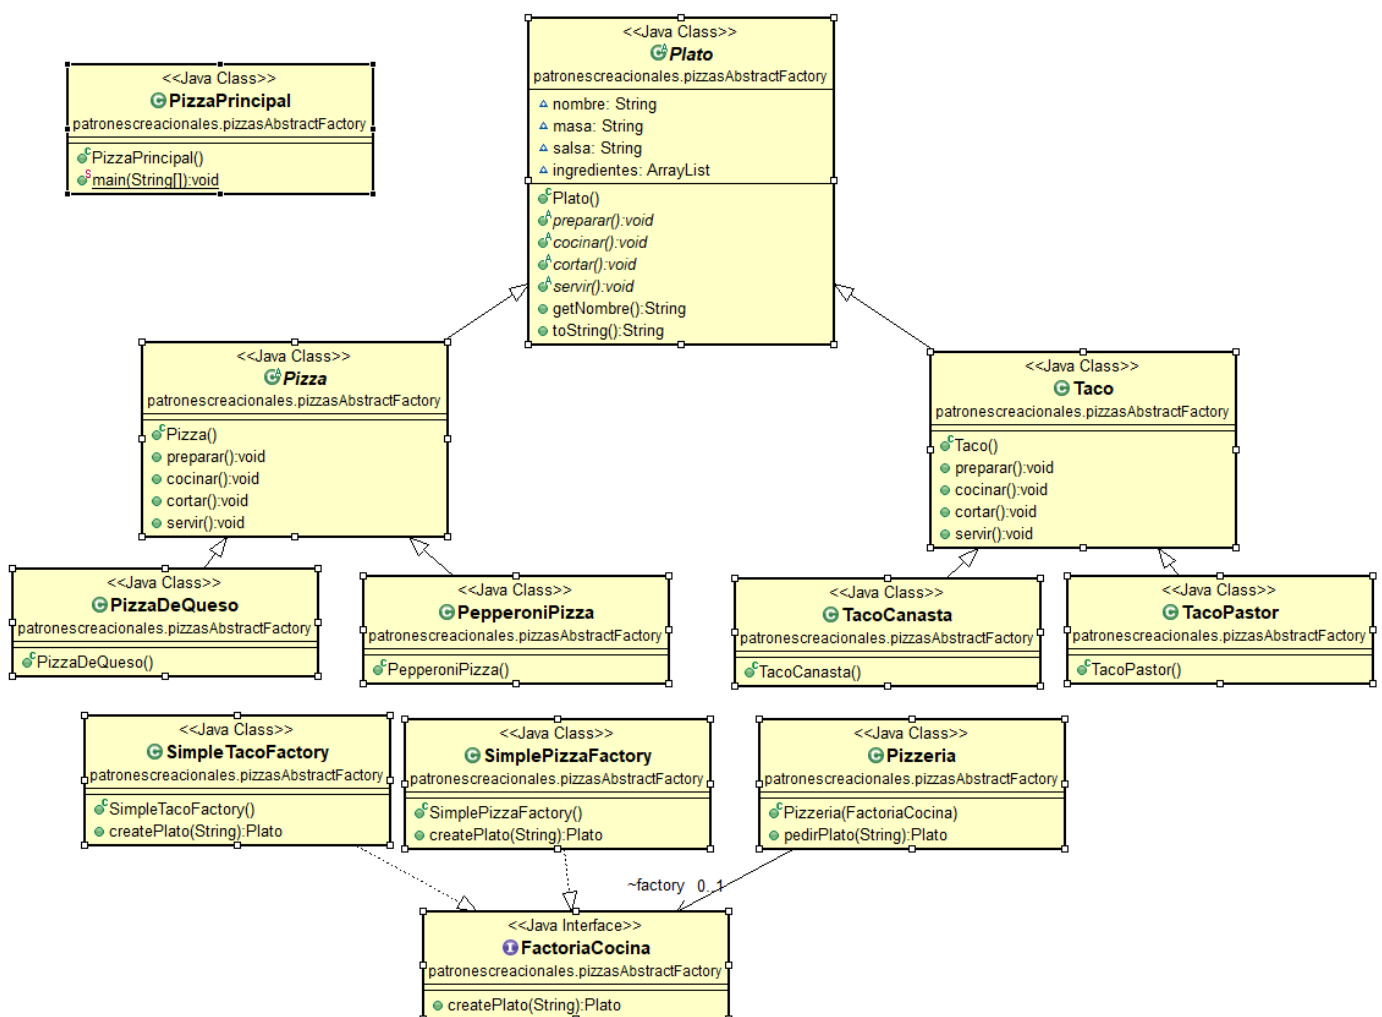 <<Java Class>>
PizzaPrincipal
patronescreacionales.pizzasAbstractFactory
PizzaPrincipal()
main(String[]):void
<<Java Class>>
Plato
patronescreacionales.pizzasAbstractFactory
nombre: String
masa: String
salsa: String
ingredientes: ArrayList
Plato()
preparar():void
cocinar():void
cortar():void
servir():void
getNombre():String
toString():String
<<Java Class>>
Pizza
patronescreacionales.pizzasAbstractFactory
Pizza()
preparar():void
cocinar():void
cortar():void
servir():void
<<Java Class>>
Taco
patronescreacionales.pizzasAbstractFactory
Taco()
preparar():void
cocinar():void
cortar():void
servir():void
<<Java Class>>
PizzaDeQueso
patronescreacionales.pizzasAbstractFactory
PizzaDeQueso()
<<Java Class>>
PepperoniPizza
patronescreacionales.pizzasAbstractFactory
PepperoniPizza()
<<Java Class>>
TacoCanasta
patronescreacionales.pizzasAbstractFactory
TacoCanasta()
<<Java Class>>
TacoPastor
patronescreacionales.pizzasAbstractFactory
TacoPastor()
<<Java Class>>
SimpleTacoFactory
patronescreacionales.pizzasAbstractFactory
SimpleTacoFactory()
createPlato(String):Plato
<<Java Class>>
SimplePizzaFactory
patronescreacionales.pizzasAbstractFactory
SimplePizzaFactory()
createPlato(String):Plato
<<Java Class>>
Pizzeria
patronescreacionales.pizzasAbstractFactory
Pizzeria(FactoriaCocina)
pedirPlato(String):Plato
~factory 0..1
<<Java Interface>>
FactoriaCocina
patronescreacionales.pizzasAbstractFactory
createPlato(String):Plato